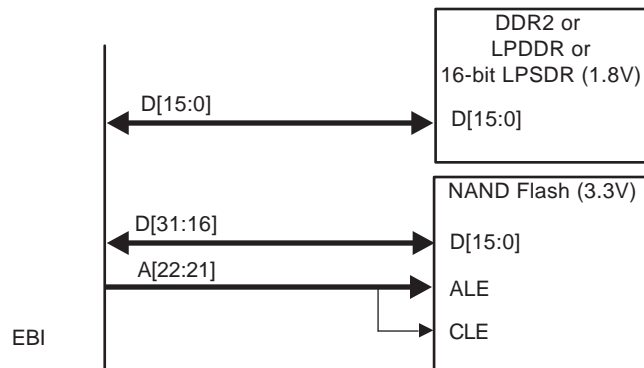 DDR2 or
LPDDR or
16-bit LPSDR (1.8V)
D[15:0]
D[15:0]
NAND Flash (3.3V)
D[31:16]
D[15:0]
A[22:21]
ALE
CLE
EBI